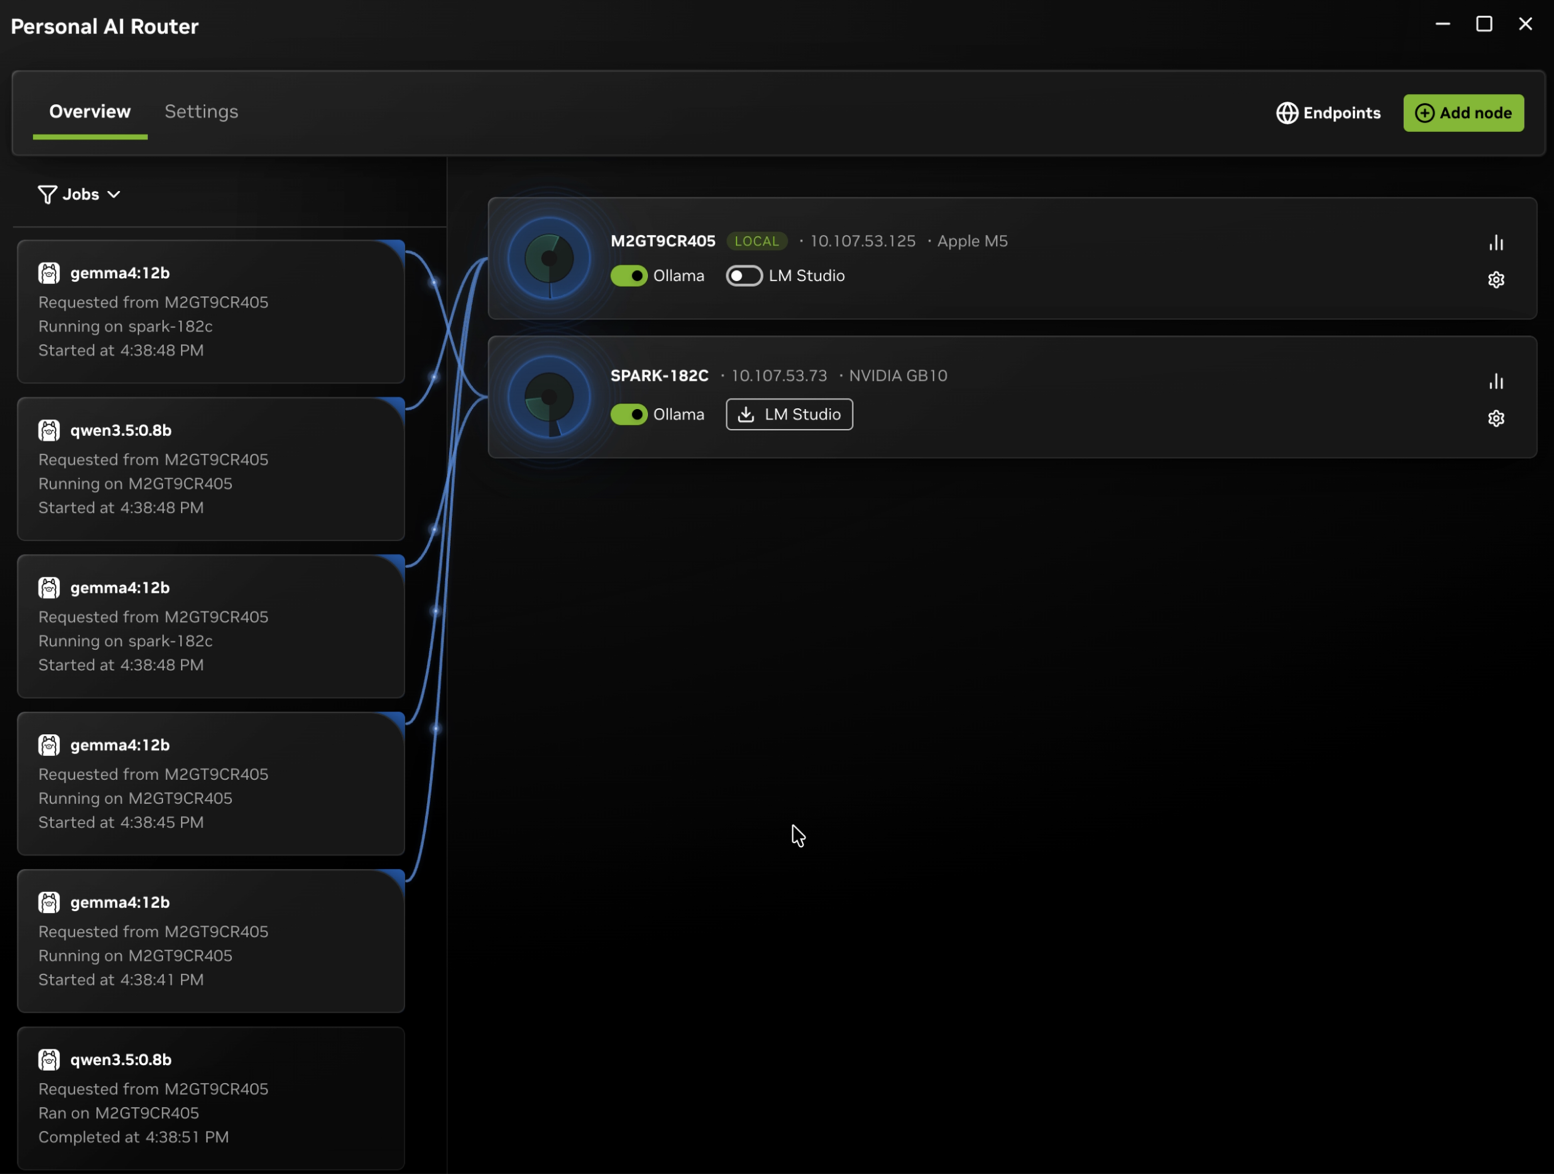 Personal AI Router
Overview
Settings
Endpoints
Add node
Jobs
gemma4:12b
Requested from M2GT9CR405
Running on spark-182c
Started at 4:38:48 PM
qwen3.5:0.8b
Requested from M2GT9CR405
Running on M2GT9CR405
Started at 4:38:48 PM
gemma4:12b
Requested from M2GT9CR405
Running on spark-182c
Started at 4:38:48 PM
gemma4:12b
Requested from M2GT9CR405
Running on M2GT9CR405
Started at 4:38:45 PM
gemma4:12b
Requested from M2GT9CR405
Running on M2GT9CR405
Started at 4:38:41 PM
qwen3.5:0.8b
Requested from M2GT9CR405
Ran on M2GT9CR405
Completed at 4:38:51 PM
M2GT9CR405 LOCAL · 10.107.53.125 · Apple M5
Ollama LM Studio
SPARK-182C · 10.107.53.73 · NVIDIA GB10
Ollama LM Studio